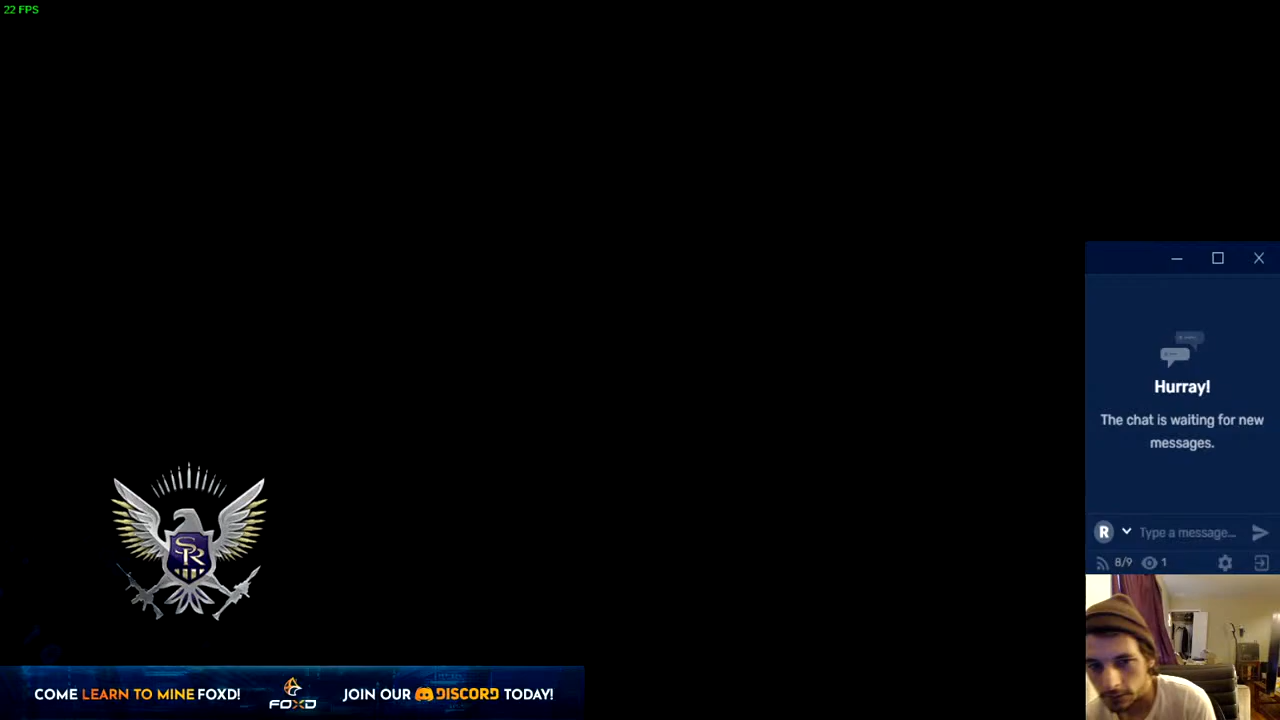 22 FPS
Hurray!
The chat is waiting for new
messages.
R
Type a message...
8/9
1
SR
COME LEARN TO MINE FOXD!
FOXD
JOIN OUR DISCORD TODAY!